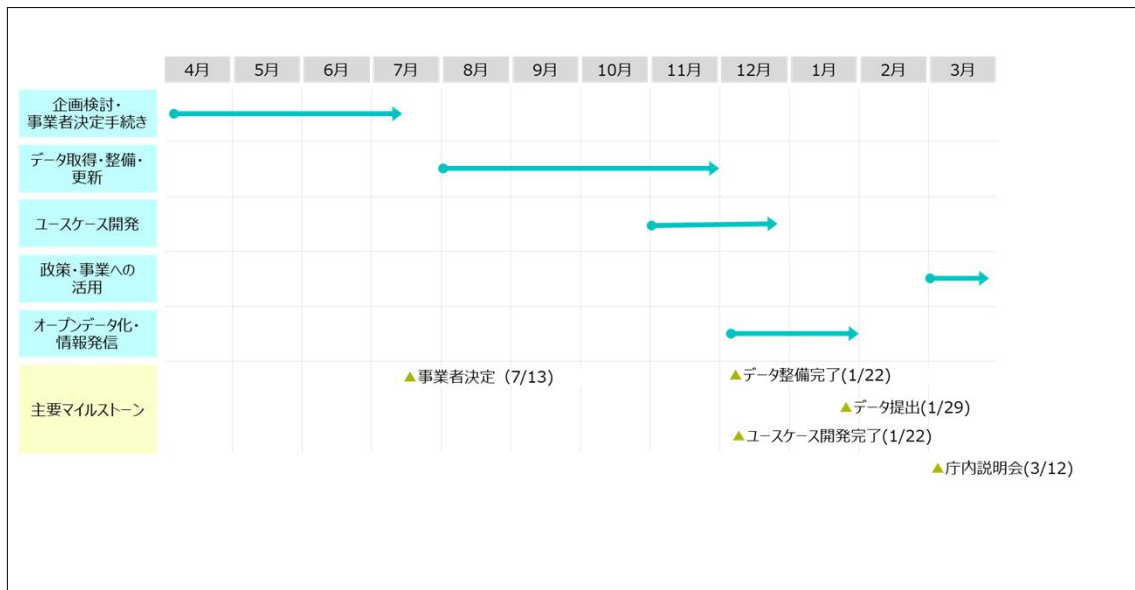 4月 5月 6月 7月 8月 9月 10月 11月 12月 1月 2月 3月
企画検討・
事業者決定手続き
データ取得・整備・
更新
ユースケース開発
政策・事業への
活用
オープンデータ化・
情報発信
主要マイルストーン
▲事業者決定（7/13)
▲データ整備完了(1/22)
▲データ提出(1/29)
▲ユースケース開発完了(1/22)
▲庁内説明会(3/12)